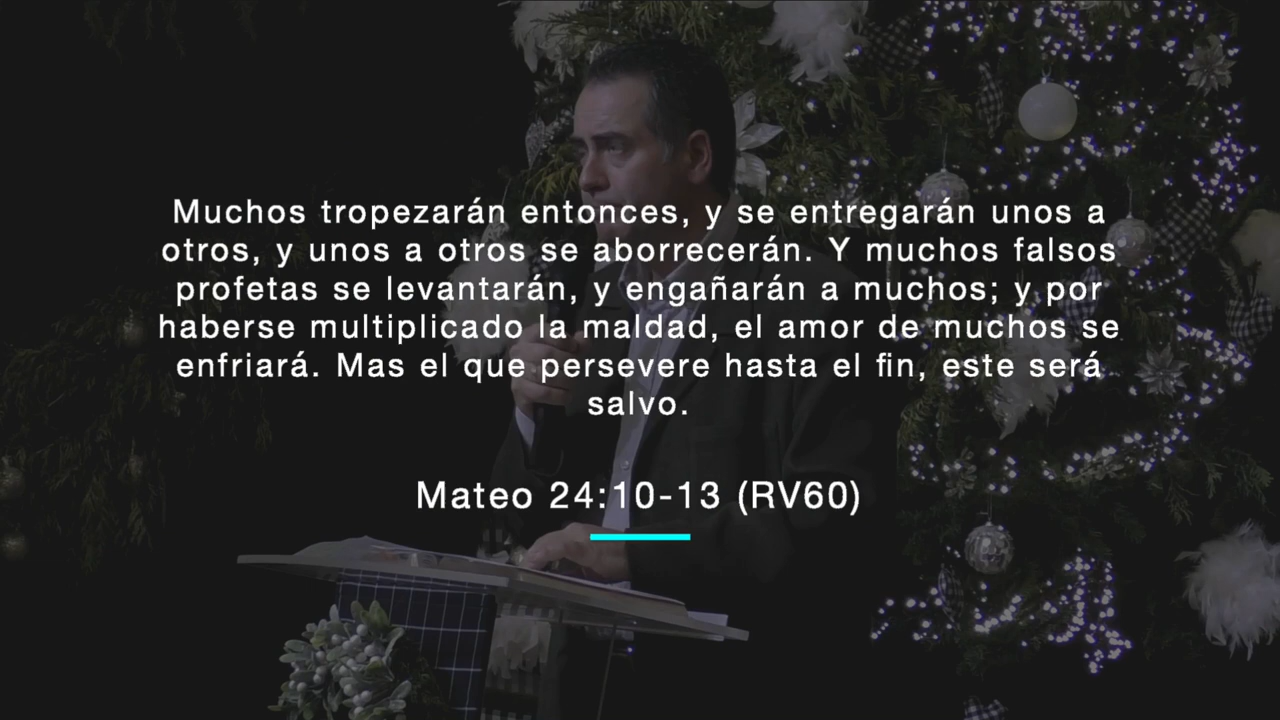 Muchos tropezarán entonces, y se entregarán unos a
otros, y unos a otros se aborrecerán. Y muchos falsos
profetas se levantarán, y engañarán a muchos; y por
haberse multiplicado la maldad, el amor de muchos se
enfriará. Mas el que persevere hasta el fin, este será
salvo.
Mateo 24:10-13 (RV60)